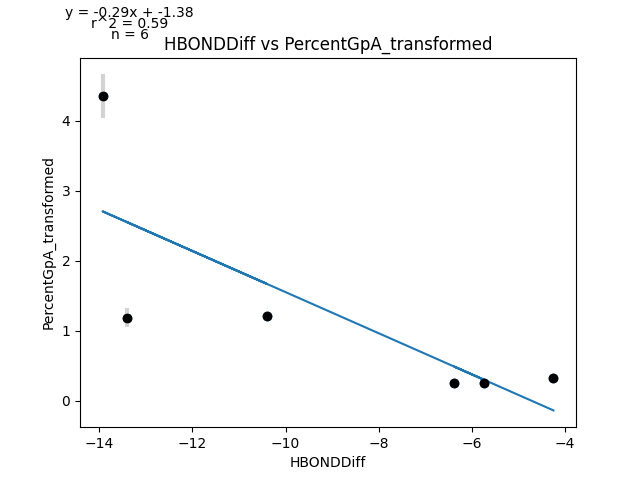 y = -0.29x + -1.38
r^2 = 0.59
n = 6
HBONDDiff vs PercentGpA_transformed
PercentGpA_transformed
4
3
2
1
0
−14
−12
−10
−8
−6
−4
HBONDDiff